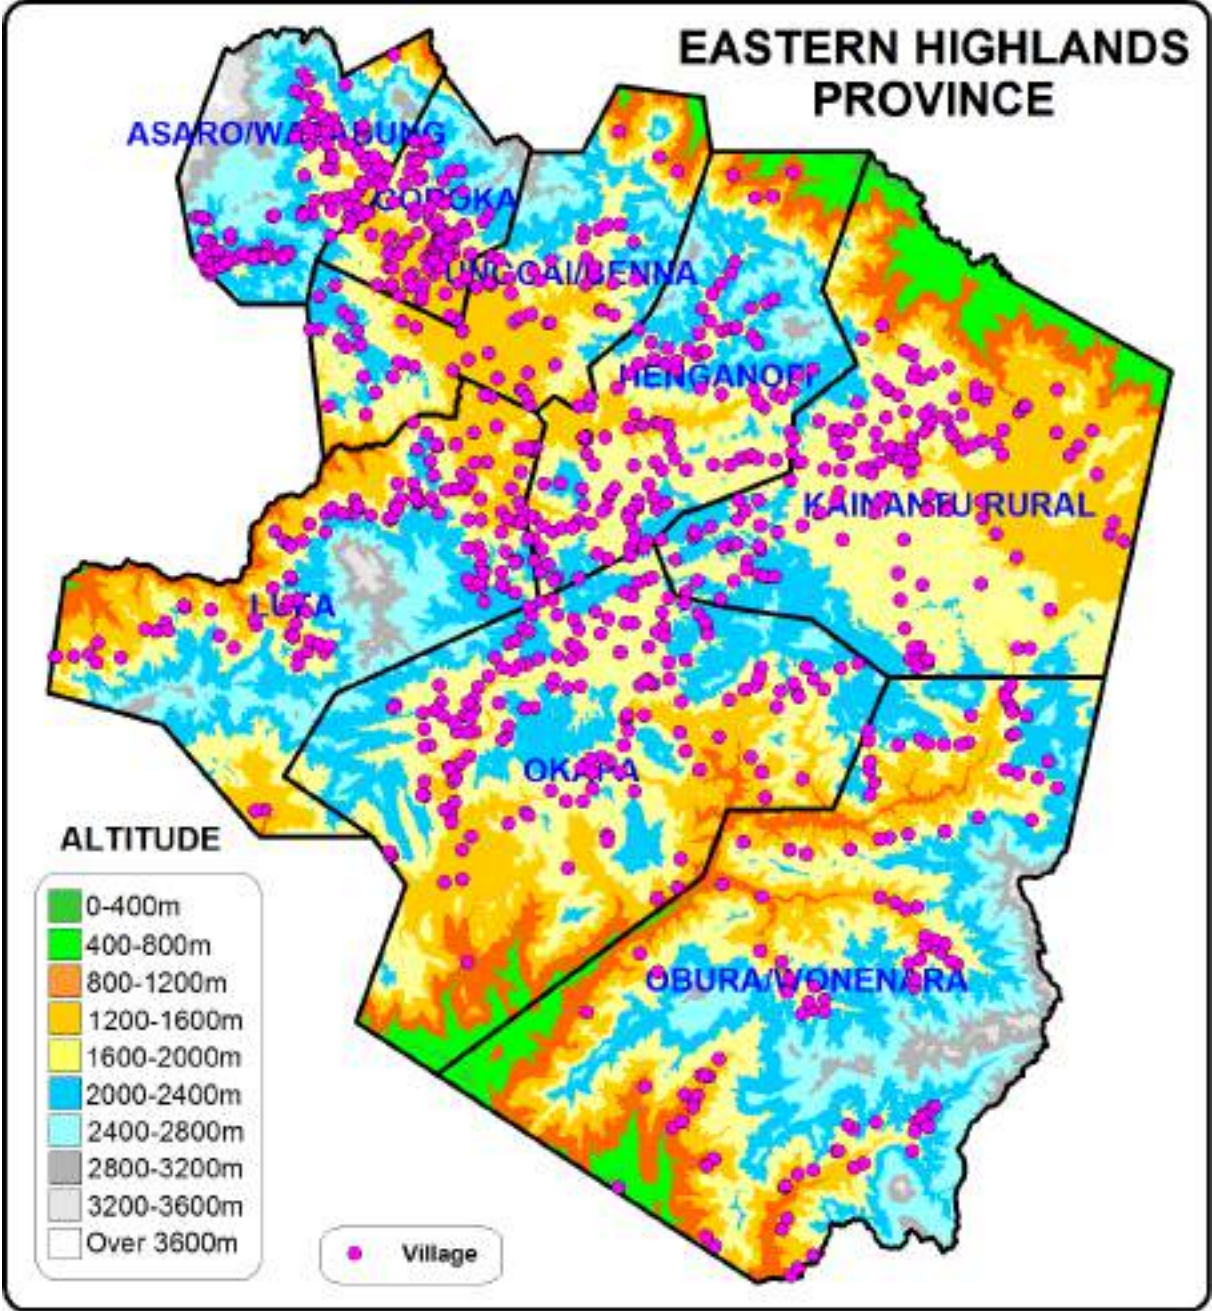 EASTERN HIGHLANDS
PROVINCE
ASARO/WATABUNG
GOROKA
UNGGAI/BENNA
HENGANOFI
KAINANTU RURAL
LUFA
OKAPA
OBURA/WONENARA
ALTITUDE
0-400m
400-800m
800-1200m
1200-1600m
1600-2000m
2000-2400m
2400-2800m
2800-3200m
3200-3600m
Over 3600m
Village